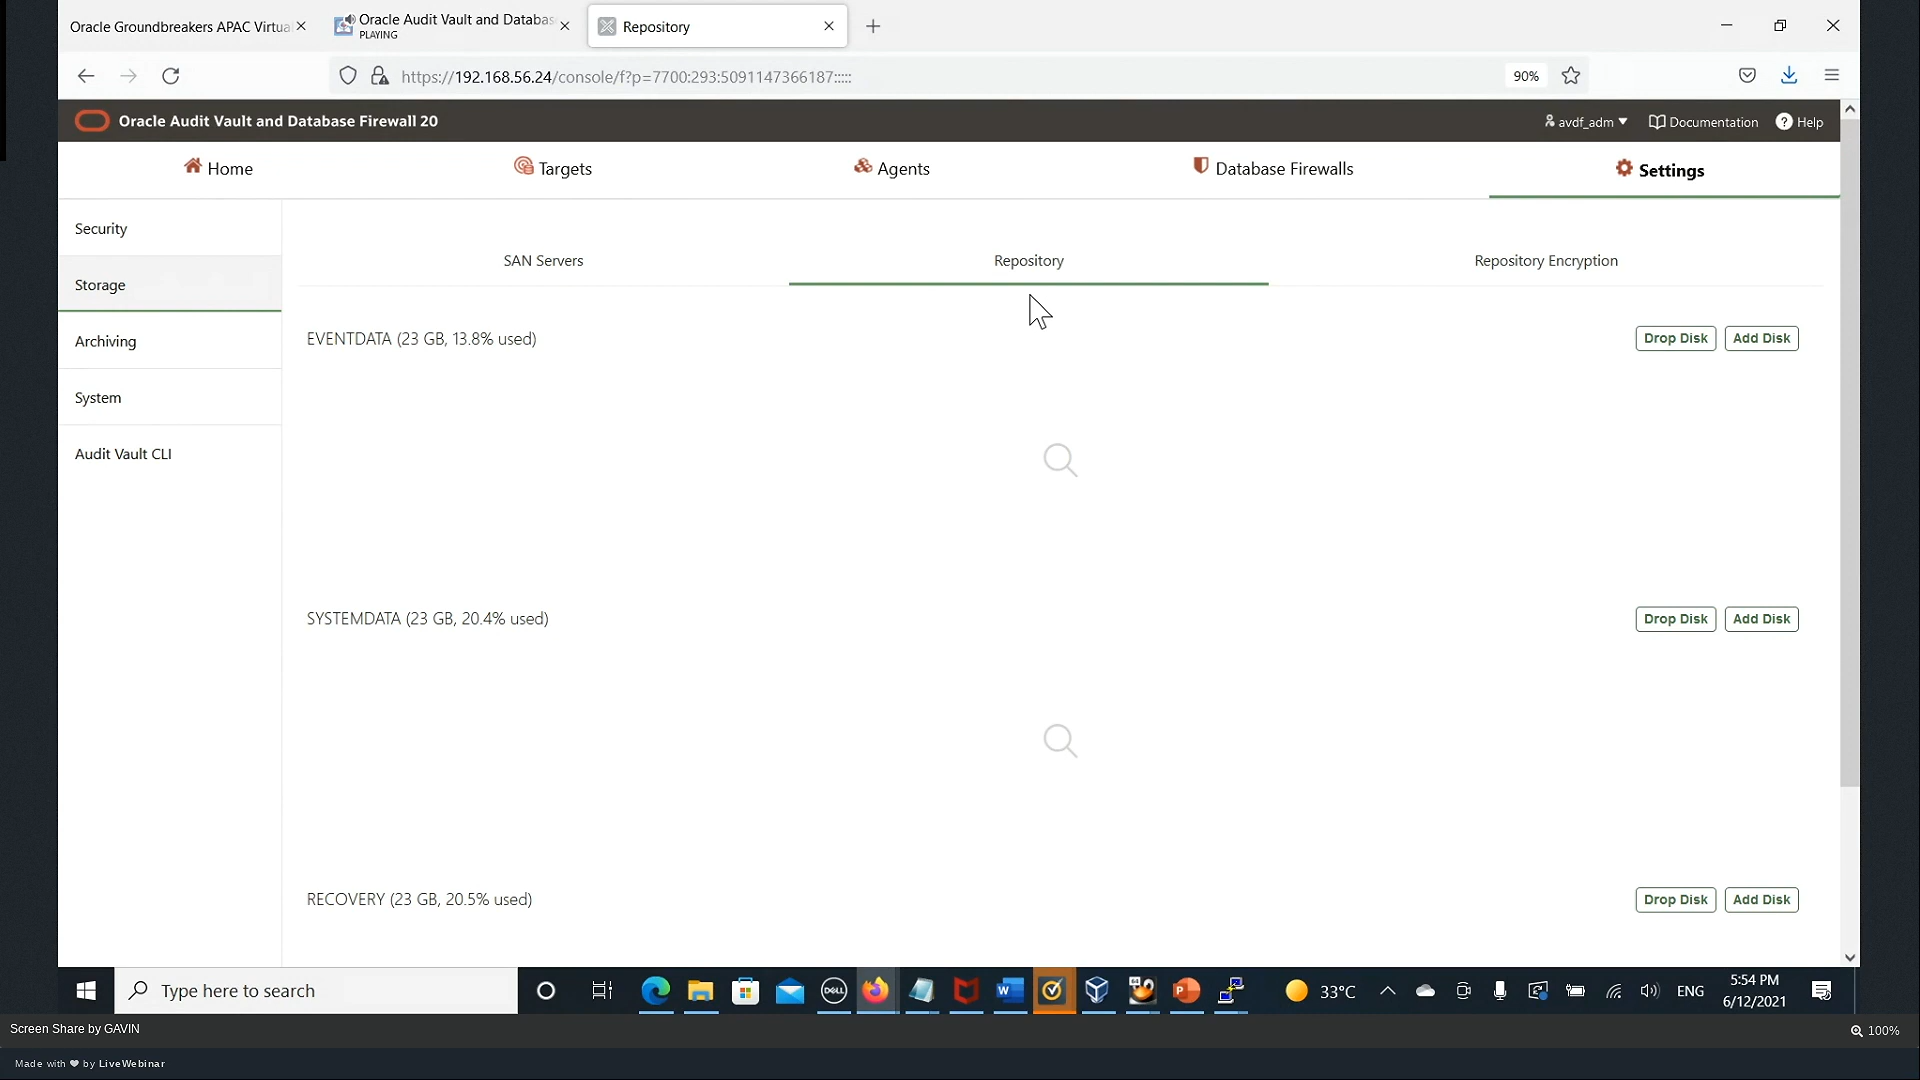 Oracle Groundbreakers APAC Virtua
Oracle Audit Vault and Databas
PLAYING
Repository
https://192.168.56.24/console/f?p=7700:293:5091147366187:::::
90%
Oracle Audit Vault and Database Firewall 20
avdf_adm
Documentation
Help
Home
Targets
Agents
Database Firewalls
Settings
Security
Storage
Archiving
System
Audit Vault CLI
SAN Servers
Repository
Repository Encryption
EVENTDATA (23 GB, 13.8% used)
Drop Disk
Add Disk
SYSTEMDATA (23 GB, 20.4% used)
Drop Disk
Add Disk
RECOVERY (23 GB, 20.5% used)
Drop Disk
Add Disk
Type here to search
DELL
33°C
ENG
5:54 PM
6/12/2021
Screen Share by GAVIN
100%
Made with ❤ by LiveWebinar